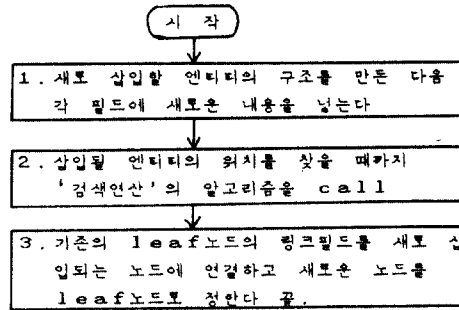 시 작
1. 새로 삽입할 엔티티의 구조를 만든 다음
각 필드에 새로운 내용을 넣는다
2. 삽입될 엔티티의 위치를 찾을 때까지
'검색연산'의 알고리즘을 call
3. 기존의 leaf노드의 링크필드를 새로 삽
입되는 노드에 연결하고 새로운 노드를
leaf노드로 정한다 끝.